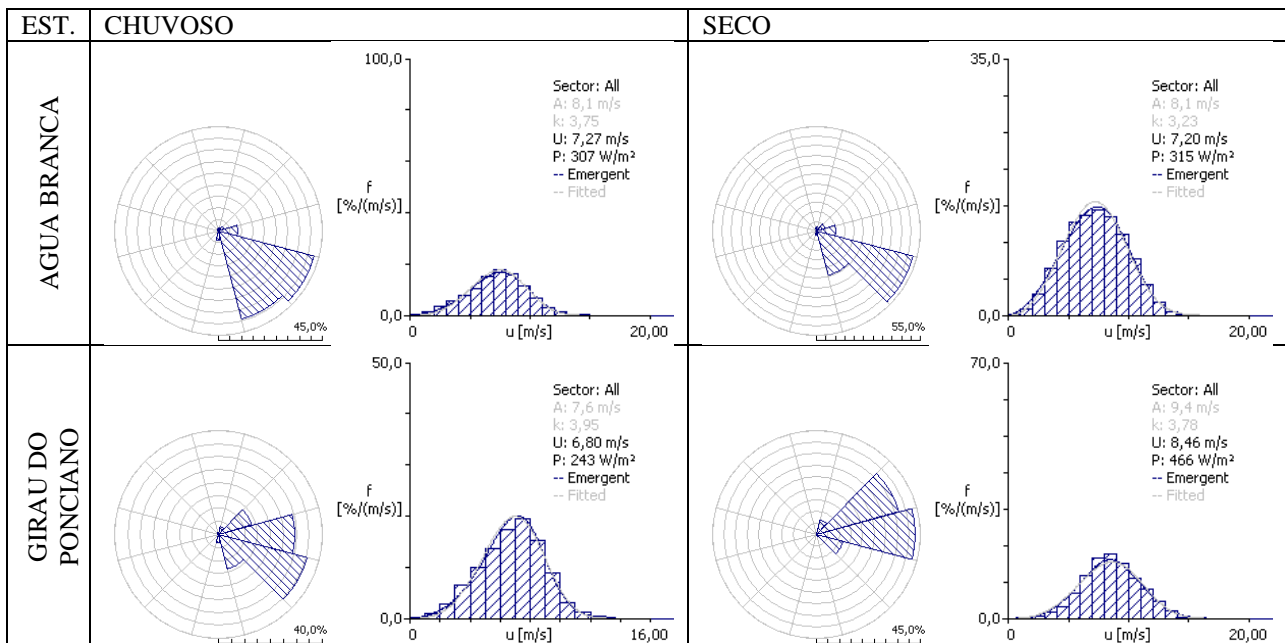 EST.
CHUVOSO
SECO
AGUA BRANCA
45,0%
100,0
f
[%/(m/s)]
0,0
0
u [m/s]
20,00
Sector: All
A: 8,1 m/s
k: 3,75
U: 7,27 m/s
P: 307 W/m²
-- Emergent
-- Fitted
55,0%
35,0
f
[%/(m/s)]
0,0
0
u [m/s]
20,00
Sector: All
A: 8,1 m/s
k: 3,23
U: 7,20 m/s
P: 315 W/m²
-- Emergent
-- Fitted
GIRAU DO
PONCIANO
40,0%
50,0
f
[%/(m/s)]
0,0
0
u [m/s]
16,00
Sector: All
A: 7,6 m/s
k: 3,95
U: 6,80 m/s
P: 243 W/m²
-- Emergent
-- Fitted
45,0%
70,0
f
[%/(m/s)]
0,0
0
u [m/s]
20,00
Sector: All
A: 9,4 m/s
k: 3,78
U: 8,46 m/s
P: 466 W/m²
-- Emergent
-- Fitted